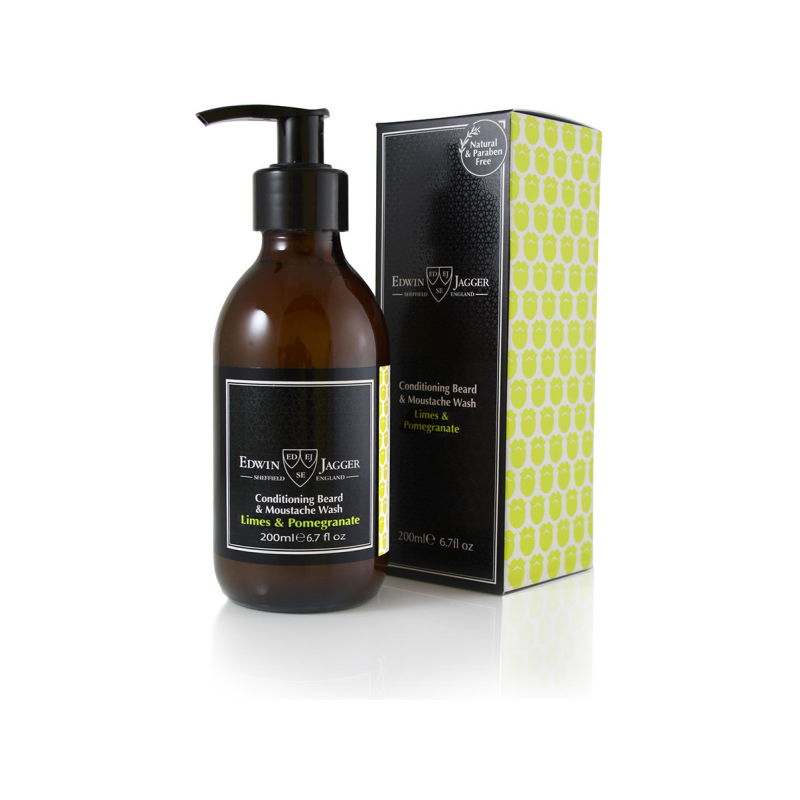 EDWIN ED EJ SE JAGGER
SHEFFIELD ENGLAND
Conditioning Beard
& Moustache Wash
Limes & Pomegranate
200ml℮6.7 fl oz
Natural
& Paraben
Free
EDWIN ED EJ SE JAGGER
SHEFFIELD ENGLAND
Conditioning Beard
& Moustache Wash
Limes &
Pomegranate
200ml℮ 6.7fl oz